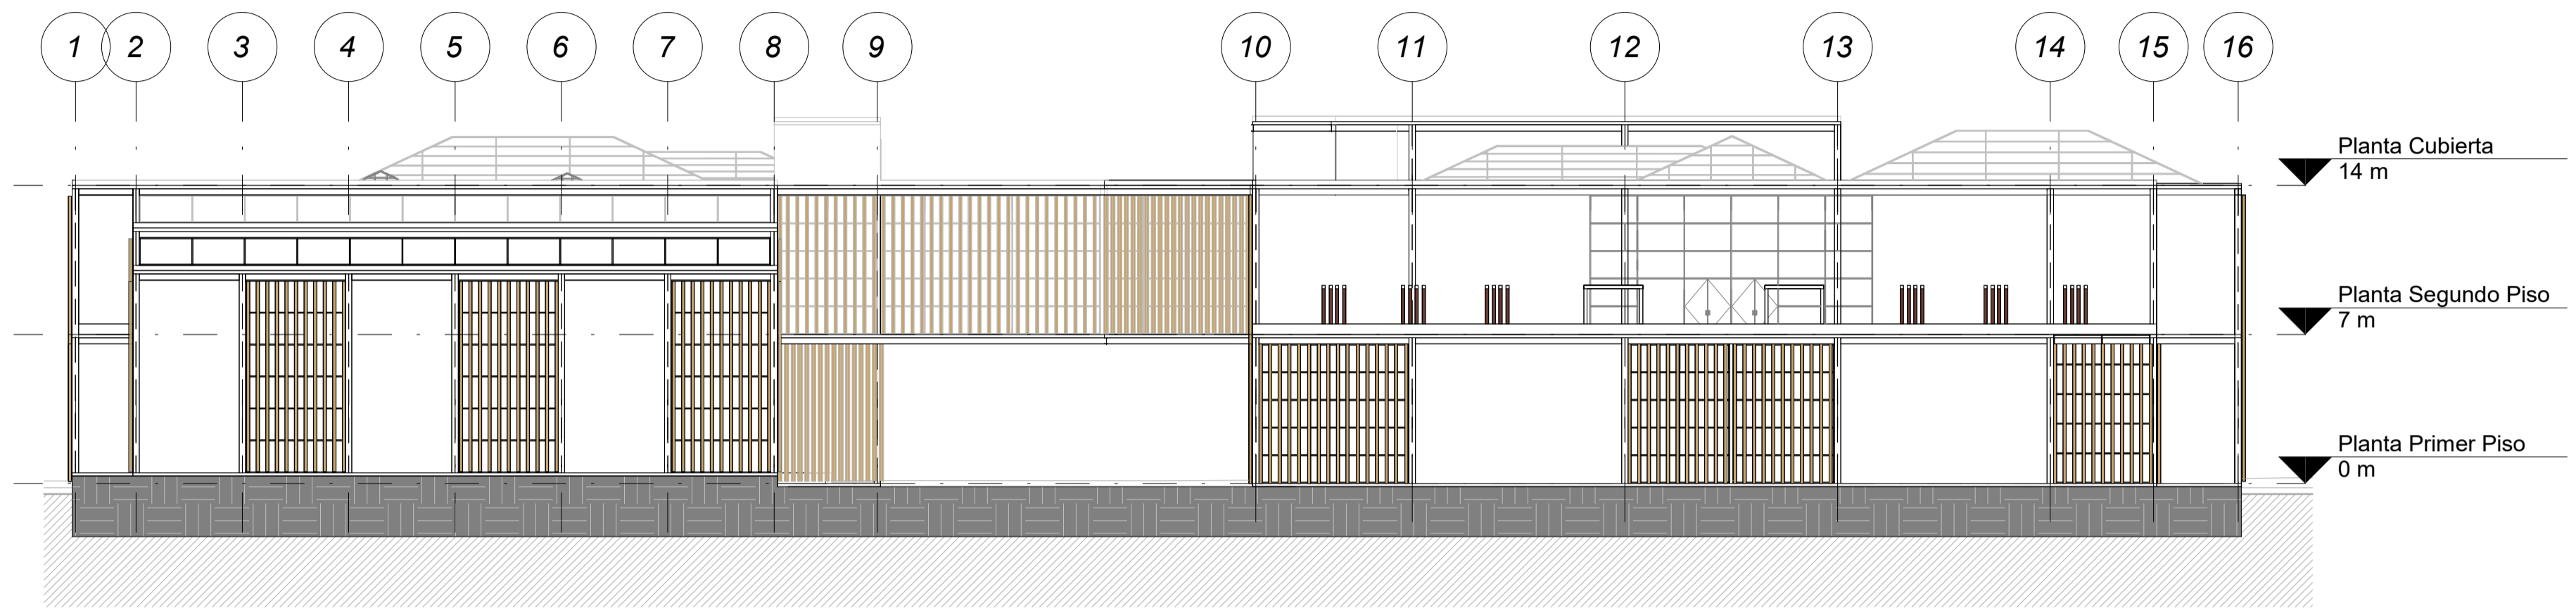 1 2 3 4 5 6 7 8 9 10 11 12 13 14 15 16
Planta Cubierta
14 m
Planta Segundo Piso
7 m
Planta Primer Piso
0 m